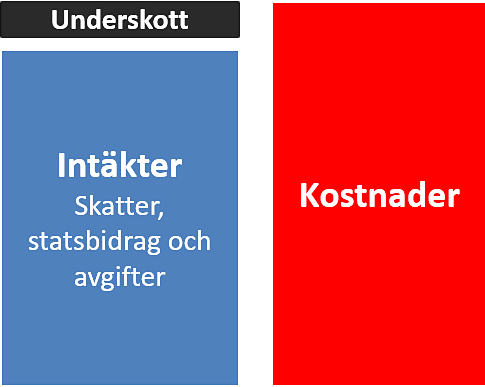 Underskott
Intäkter
Skatter,
statsbidrag och
avgifter
Kostnader